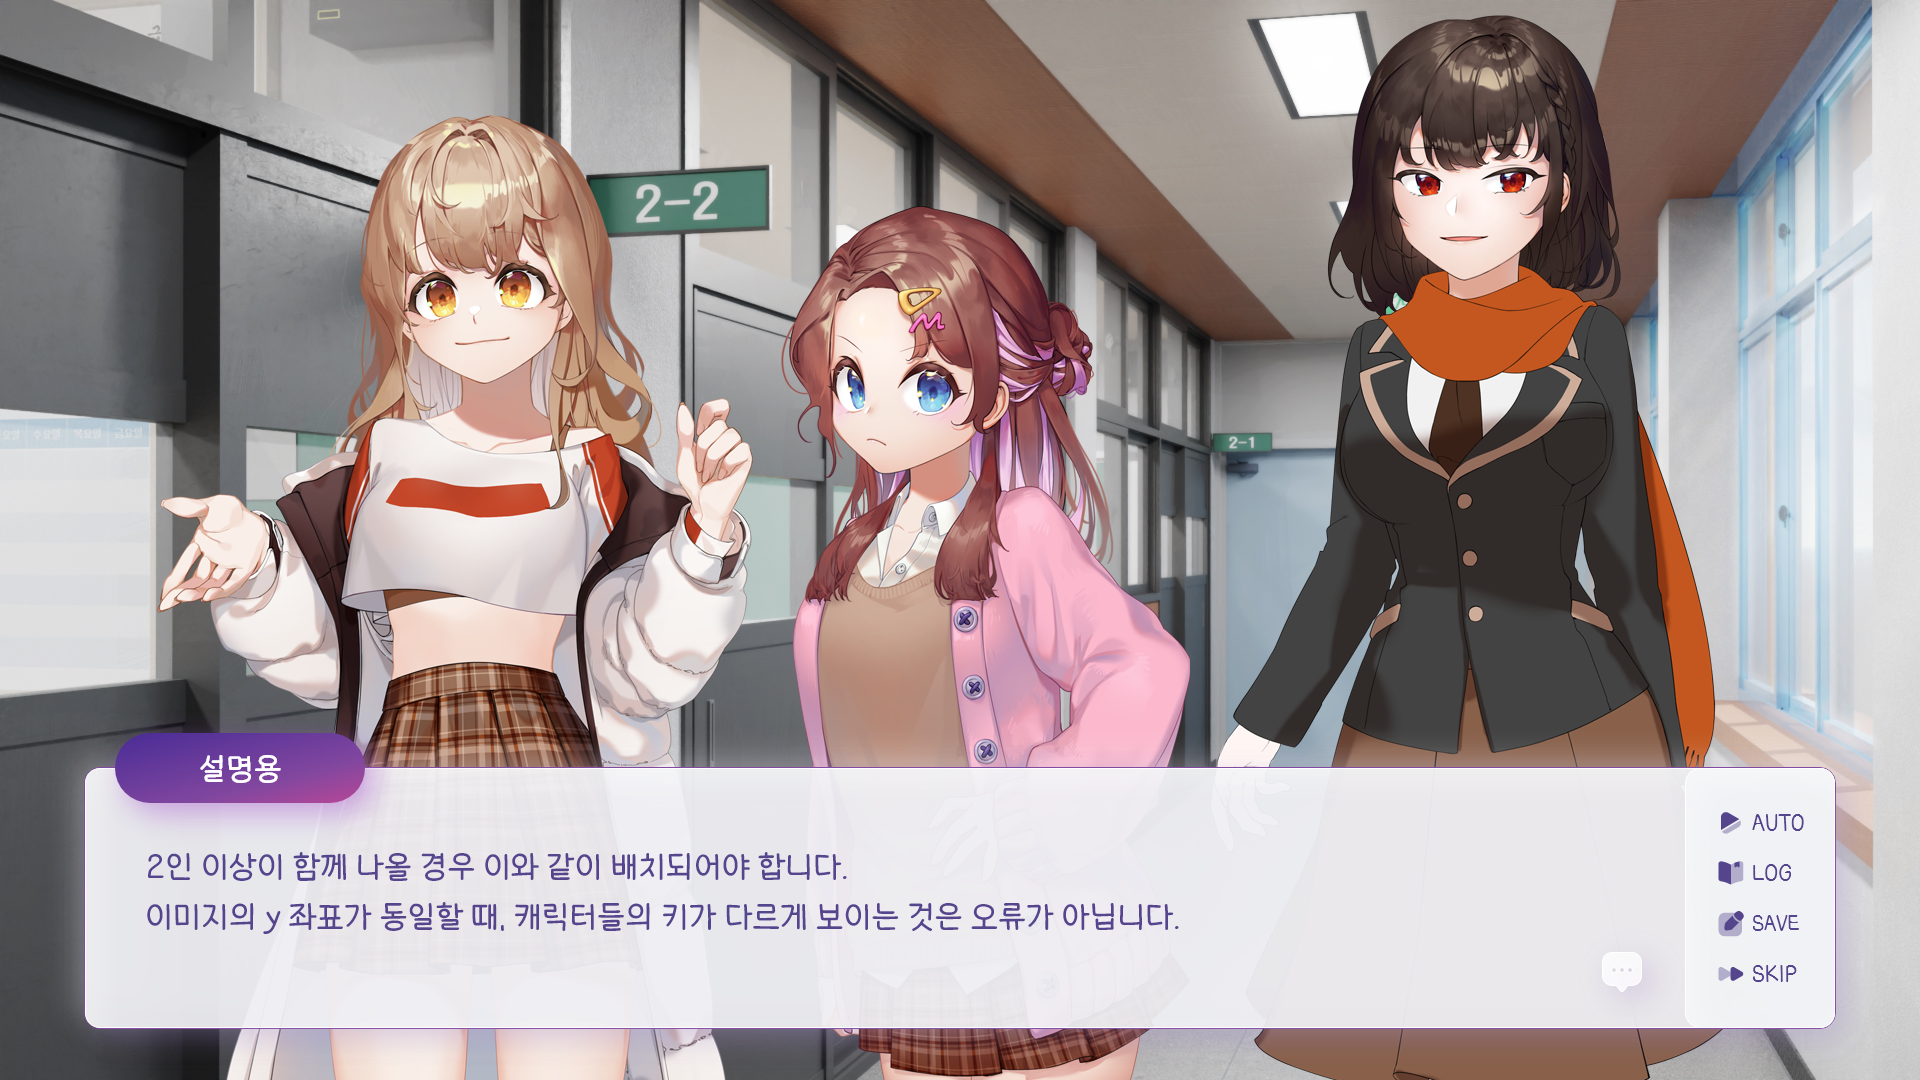 2-2
2-1
설명용
2인 이상이 함께 나올 경우 이와 같이 배치되어야 합니다.
이미지의 y 좌표가 동일할 때, 캐릭터들의 키가 다르게 보이는 것은 오류가 아닙니다.
AUTO
LOG
SAVE
SKIP